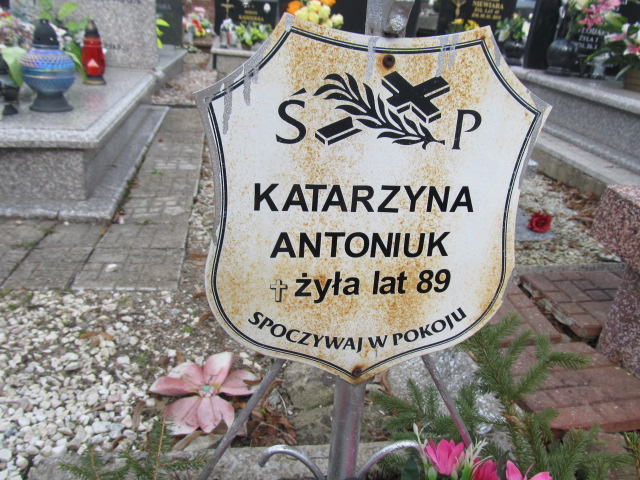 Ś P
KATARZYNA
ANTONIUK
żyła lat 89
SPOCZYWAJ W POKOJU